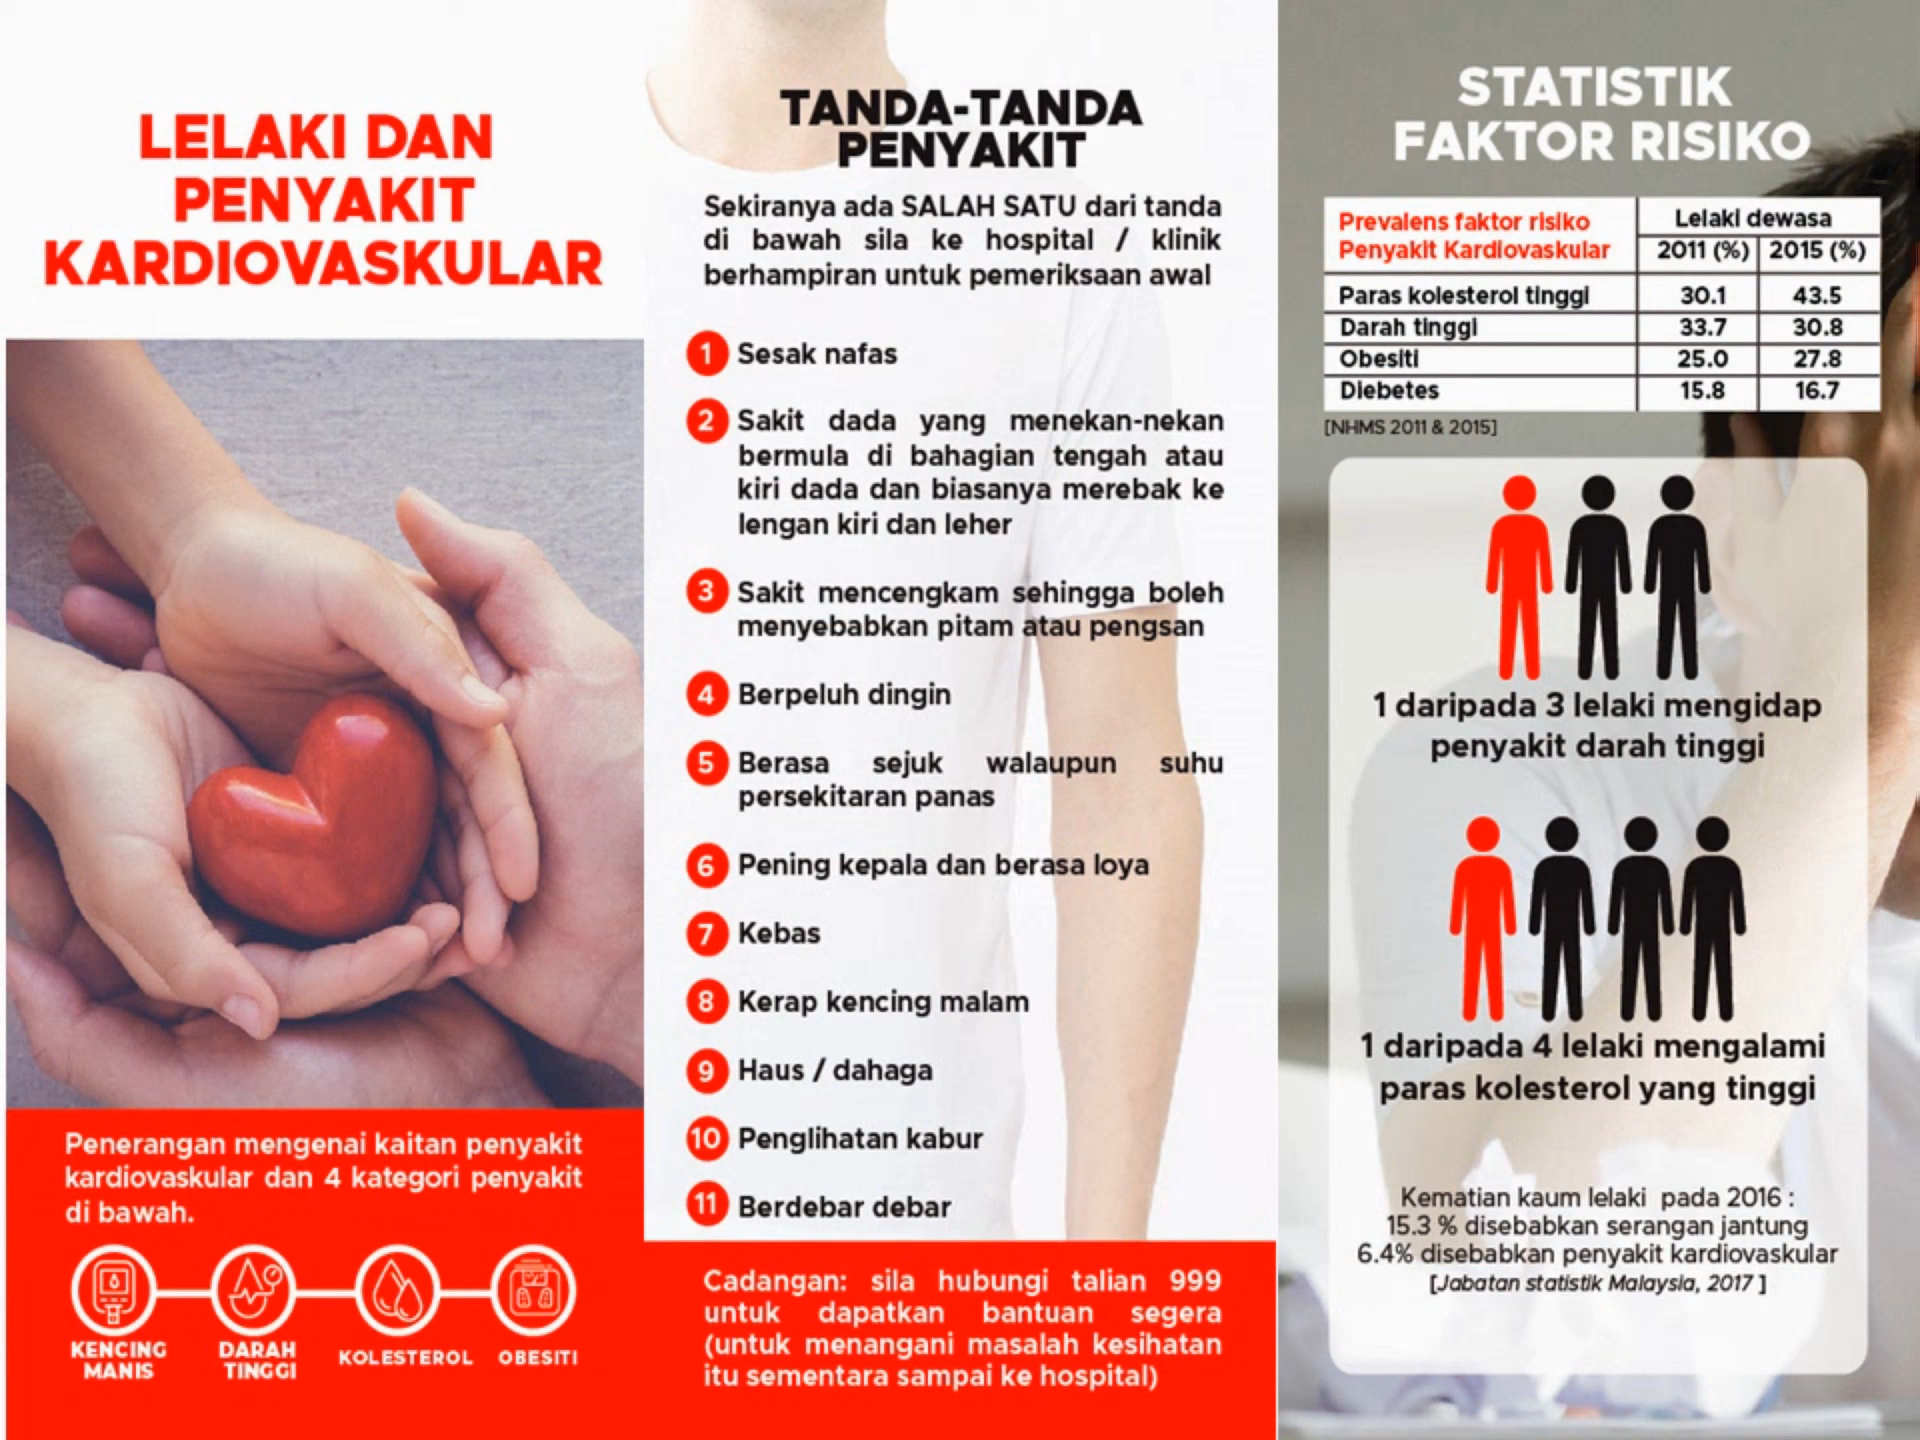 LELAKI DAN
PENYAKIT
KARDIOVASKULAR
Penerangan mengenai kaitan penyakit
kardiovaskular dan 4 kategori penyakit
di bawah.
KENCING
MANIS
DARAH
TINGGI
KOLESTEROL
OBESITI
TANDA-TANDA
PENYAKIT
Sekiranya ada SALAH SATU dari tanda
di bawah sila ke hospital / klinik
berhampiran untuk pemeriksaan awal
1 Sesak nafas
2 Sakit dada yang menekan-nekan
bermula di bahagian tengah atau
kiri dada dan biasanya merebak ke
lengan kiri dan leher
3 Sakit mencengkam sehingga boleh
menyebabkan pitam atau pengsan
4 Berpeluh dingin
5 Berasa sejuk walaupun suhu
persekitaran panas
6 Pening kepala dan berasa loya
7 Kebas
8 Kerap kencing malam
9 Haus / dahaga
10 Penglihatan kabur
11 Berdebar debar
Cadangan: sila hubungi talian 999
untuk dapatkan bantuan segera
(untuk menangani masalah kesihatan
itu sementara sampai ke hospital)
STATISTIK
FAKTOR RISIKO
Prevalens faktor risiko
Penyakit Kardiovaskular
Lelaki dewasa
2011 (%) 2015 (%)
Paras kolesterol tinggi 30.1 43.5
Darah tinggi 33.7 30.8
Obesiti 25.0 27.8
Diebetes 15.8 16.7
[NHMS 2011 & 2015]
1 daripada 3 lelaki mengidap
penyakit darah tinggi
1 daripada 4 lelaki mengalami
paras kolesterol yang tinggi
Kematian kaum lelaki pada 2016 :
15.3 % disebabkan serangan jantung
6.4% disebabkan penyakit kardiovaskular
[Jabatan statistik Malaysia, 2017 ]